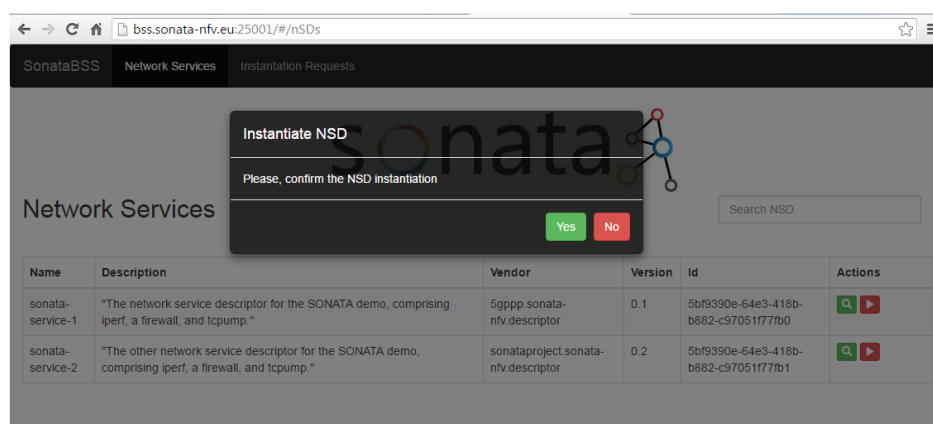 bss.sonata-nfv.eu:25001/#/nSDs
SonataBSS Network Services Instantation Requests
sonata
Instantiate NSD
Please, confirm the NSD instantiation
Yes No
Network Services
Search NSD
Name Description Vendor Version Id Actions
sonata- "The network service descriptor for the SONATA demo, comprising 5gppp.sonata- 0.1 5bf9390e-64e3-418b-
service-1 iperf, a firewall, and tcpump." nfv.descriptor b882-c97051f77fb0
sonata- "The other network service descriptor for the SONATA demo, sonataproject.sonata- 0.2 5bf9390e-64e3-418b-
service-2 comprising iperf, a firewall, and tcpump." nfv.descriptor b882-c97051f77fb1